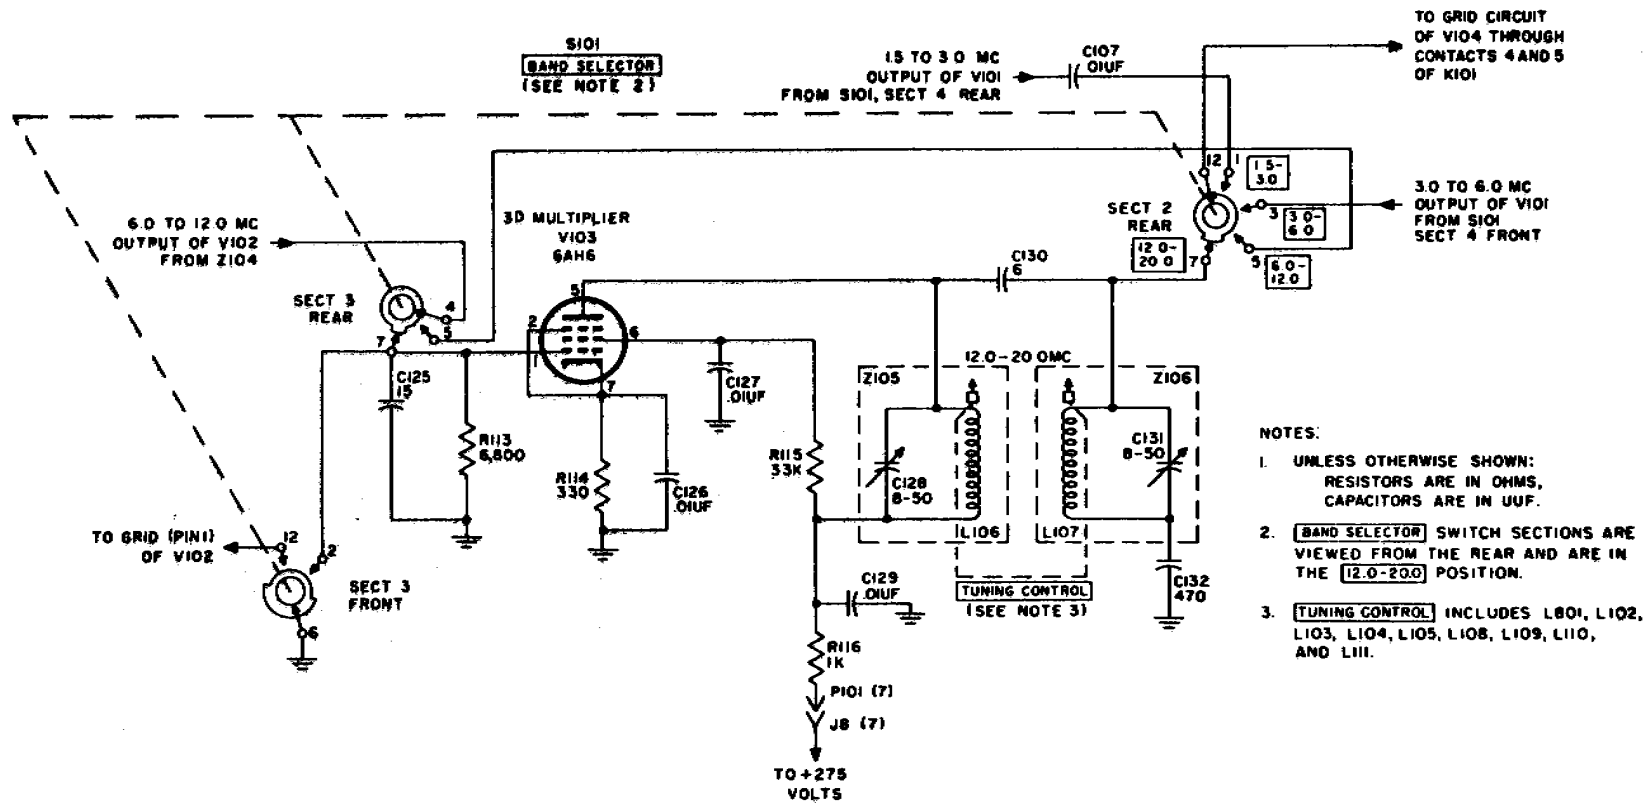 TO GRID CIRCUIT
OF V104 THROUGH
CONTACTS 4 AND 5
OF K101
S101
BAND SELECTOR
(SEE NOTE 2)
1.5 TO 3.0 MC
OUTPUT OF V101
FROM S101, SECT 4 REAR
C107
.01UF
12
1
1.5-
3.0
3.0 TO 6.0 MC
OUTPUT OF V101
FROM S101
SECT 4 FRONT
SECT 2
REAR
3
3.0-
6.0
12.0-
20.0
7
5
6.0-
12.0
6.0 TO 12.0 MC
OUTPUT OF V102
FROM Z104
3D MULTIPLIER
V103
6AH6
C130
6
SECT 3
REAR
4
5
7
5
2
6
1
7
C125
15
C127
.01UF
12.0-20.0MC
Z105
Z106
R113
6,800
R114
330
C126
.01UF
R115
33K
C128
8-50
C131
8-50
L106
L107
NOTES:
1. UNLESS OTHERWISE SHOWN:
RESISTORS ARE IN OHMS,
CAPACITORS ARE IN UUF.
2. BAND SELECTOR SWITCH SECTIONS ARE
VIEWED FROM THE REAR AND ARE IN
THE 12.0-20.0 POSITION.
3. TUNING CONTROL INCLUDES L801, L102,
L103, L104, L105, L108, L109, L110,
AND L111.
TO GRID (PIN1)
OF V102
12
2
SECT 3
FRONT
6
C129
.01UF
TUNING CONTROL
(SEE NOTE 3)
C132
470
R116
1K
P101 (7)
J8 (7)
TO +275
VOLTS